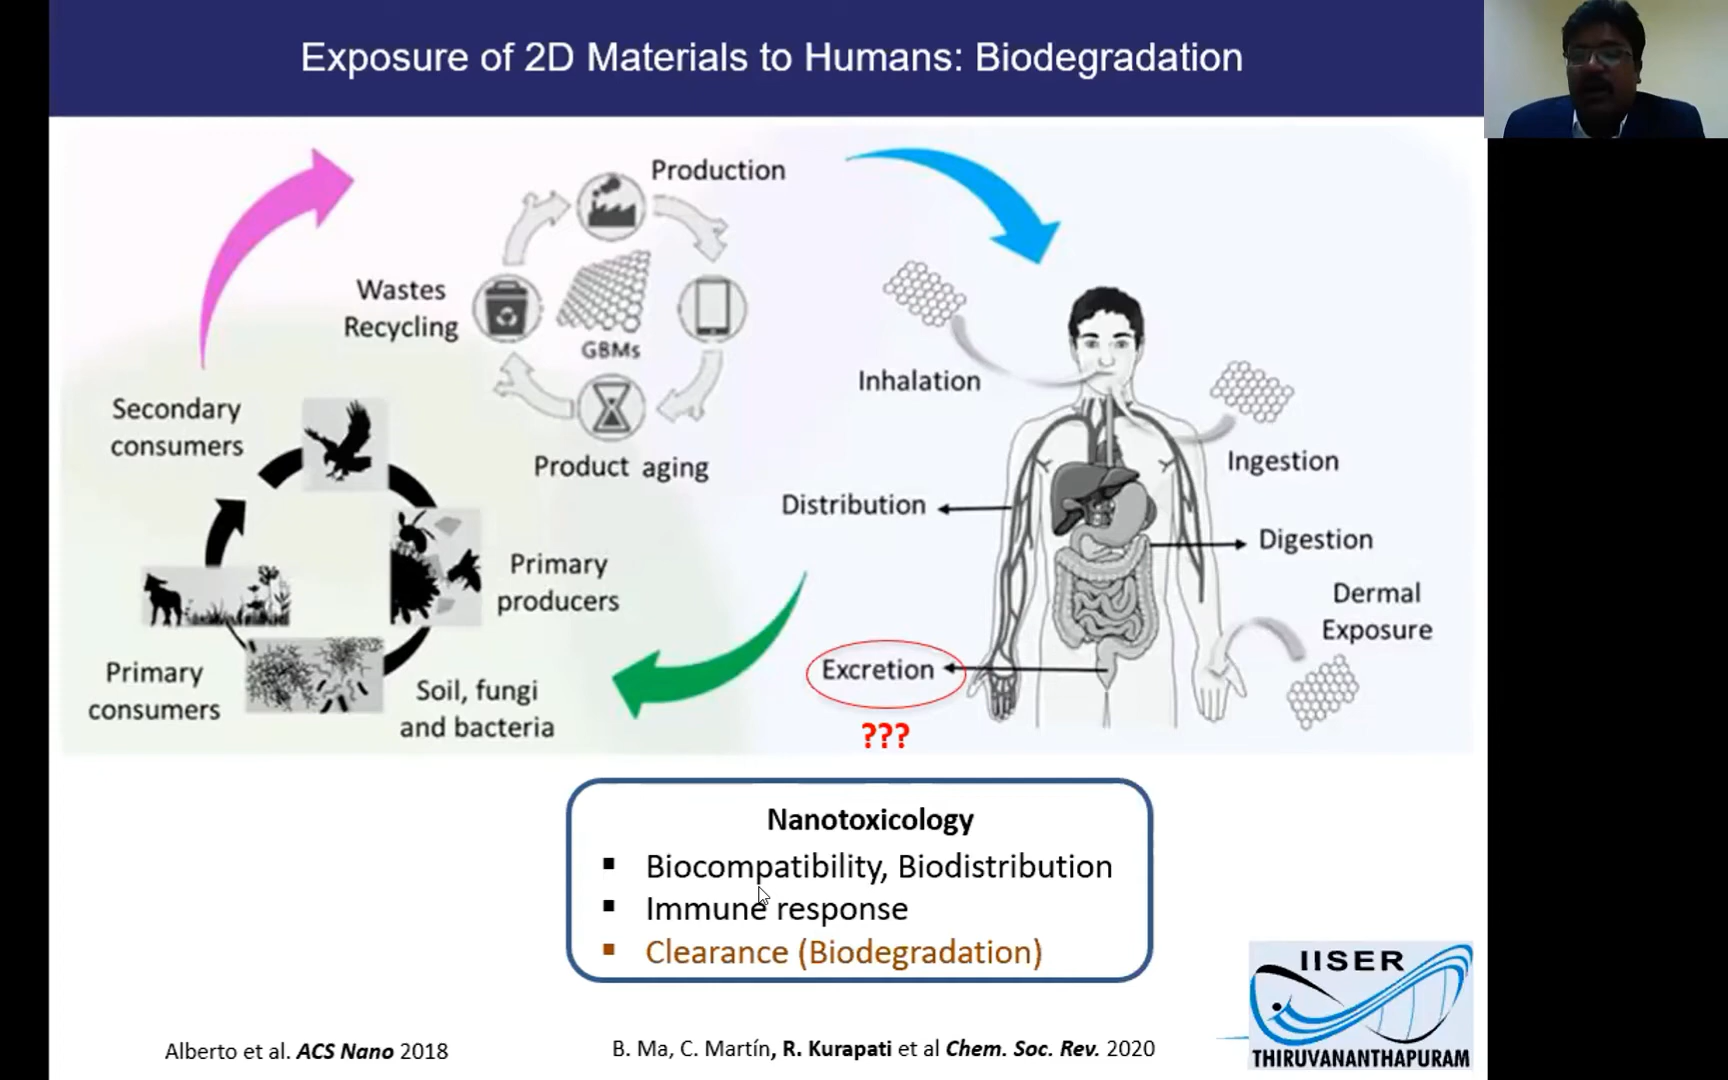 Exposure of 2D Materials to Humans: Biodegradation
Production
Wastes
Recycling
GBMs
Product aging
Secondary
consumers
Primary
producers
Primary
consumers
Soil, fungi
and bacteria
Inhalation
Ingestion
Distribution
Digestion
Dermal
Exposure
Excretion
???
Nanotoxicology
▪ Biocompatibility, Biodistribution
▪ Immune response
▪ Clearance (Biodegradation)
Alberto et al. ACS Nano 2018
B. Ma, C. Martín, R. Kurapati et al Chem. Soc. Rev. 2020
IISER
THIRUVANANTHAPURAM